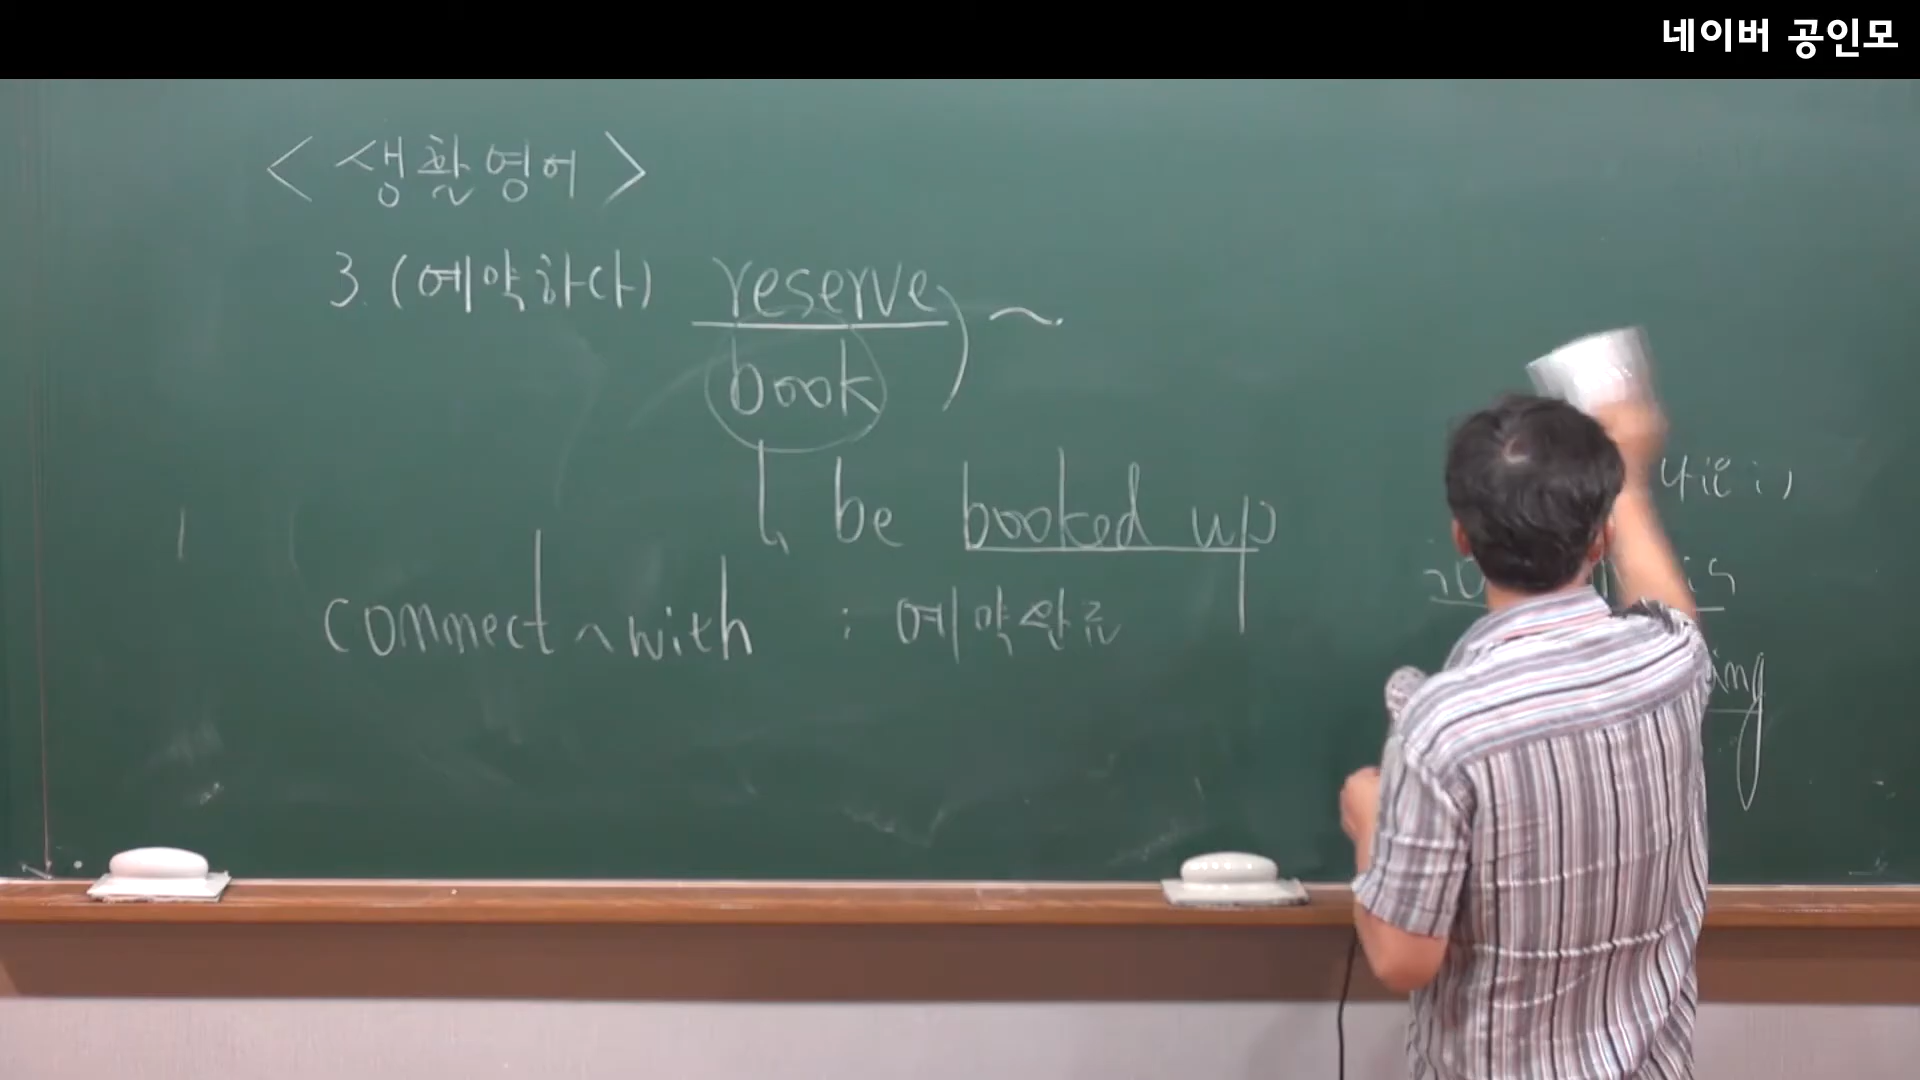 네이버 공인모
< 생활영어 >
3. (예약하다) reserve ) ~.
book
↳ be booked up
connect ~ with : 예약완료
ing